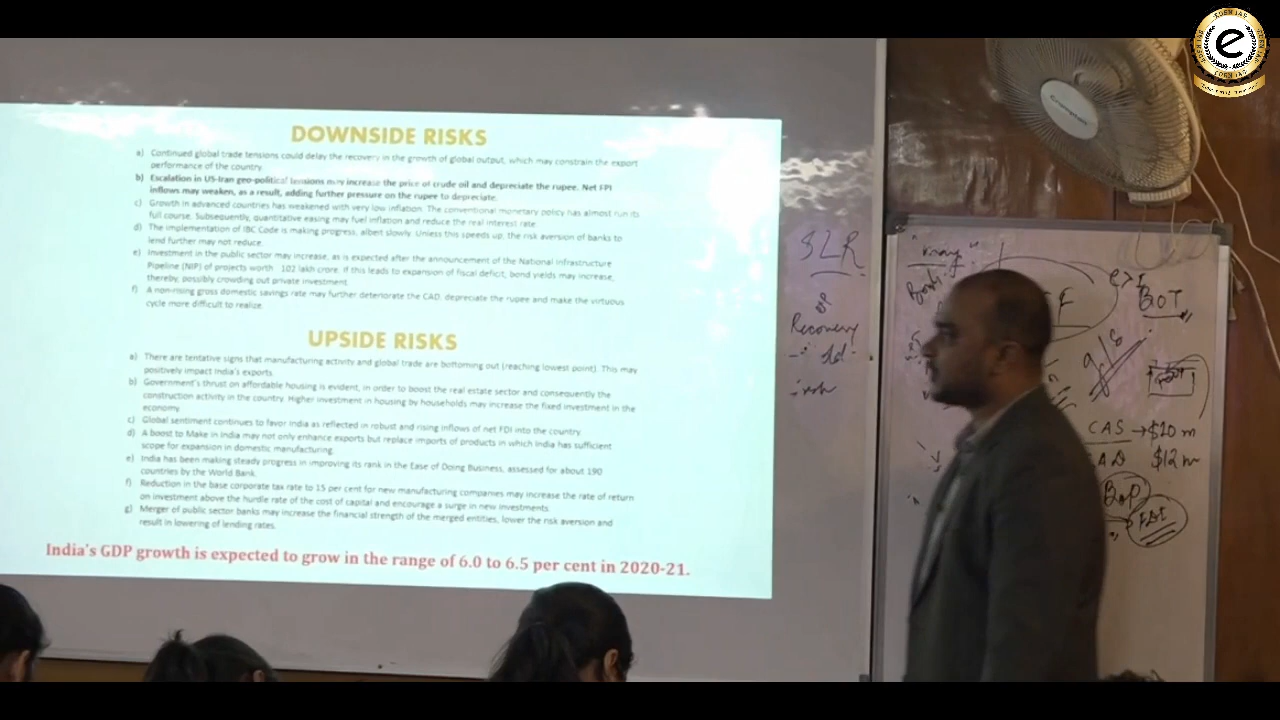 DOWNSIDE RISKS
a) Continued global trade tensions could delay the recovery in the growth of global output, which may constrain the export
performance of the country.
b) Escalation in US-Iran geo-political tensions may increase the price of crude oil and depreciate the rupee. Net FPI
inflows may weaken, as a result, adding further pressure on the rupee to depreciate.
c) Growth in advanced countries has weakened with very low inflation. The conventional monetary policy has almost run its
full course. Subsequently, quantitative easing may fuel inflation and reduce the real interest rate.
d) The implementation of IBC Code is making progress, albeit slowly. Unless this speeds up, the risk aversion of banks to
lend further may not reduce.
e) Investment in the public sector may increase, as is expected after the announcement of the National Infrastructure
Pipeline (NIP) of projects worth 102 lakh crore. If this leads to expansion of fiscal deficit, bond yields may increase,
thereby, possibly crowding out private investment.
f) A non-rising gross domestic savings rate may further deteriorate the CAD, depreciate the rupee and make the virtuous
cycle more difficult to realize.
UPSIDE RISKS
a) There are tentative signs that manufacturing activity and global trade are bottoming out (reaching lowest point). This may
positively impact India's exports.
b) Government's thrust on affordable housing is evident, in order to boost the real estate sector and consequently the
construction activity in the country. Higher investment in housing by households may increase the fixed investment in the
economy.
c) Global sentiment continues to favor India as reflected in robust and rising inflows of net FDI into the country.
d) A boost to Make in India may not only enhance exports but replace imports of products in which India has sufficient
scope for expansion in domestic manufacturing.
e) India has been making steady progress in improving its rank in the Ease of Doing Business, assessed for about 190
countries by the World Bank.
f) Reduction in the base corporate tax rate to 15 per cent for new manufacturing companies may increase the rate of return
on investment above the hurdle rate of the cost of capital and encourage a surge in new investments.
g) Merger of public sector banks may increase the financial strength of the merged entities, lower the risk aversion and
result in lowering of lending rates.
India's GDP growth is expected to grow in the range of 6.0 to 6.5 per cent in 2020-21.
SLR
Recovery
BOT
CAS → $10 m
AD $12 m
BOP
FDI
e
EDEN IAS
Crompton